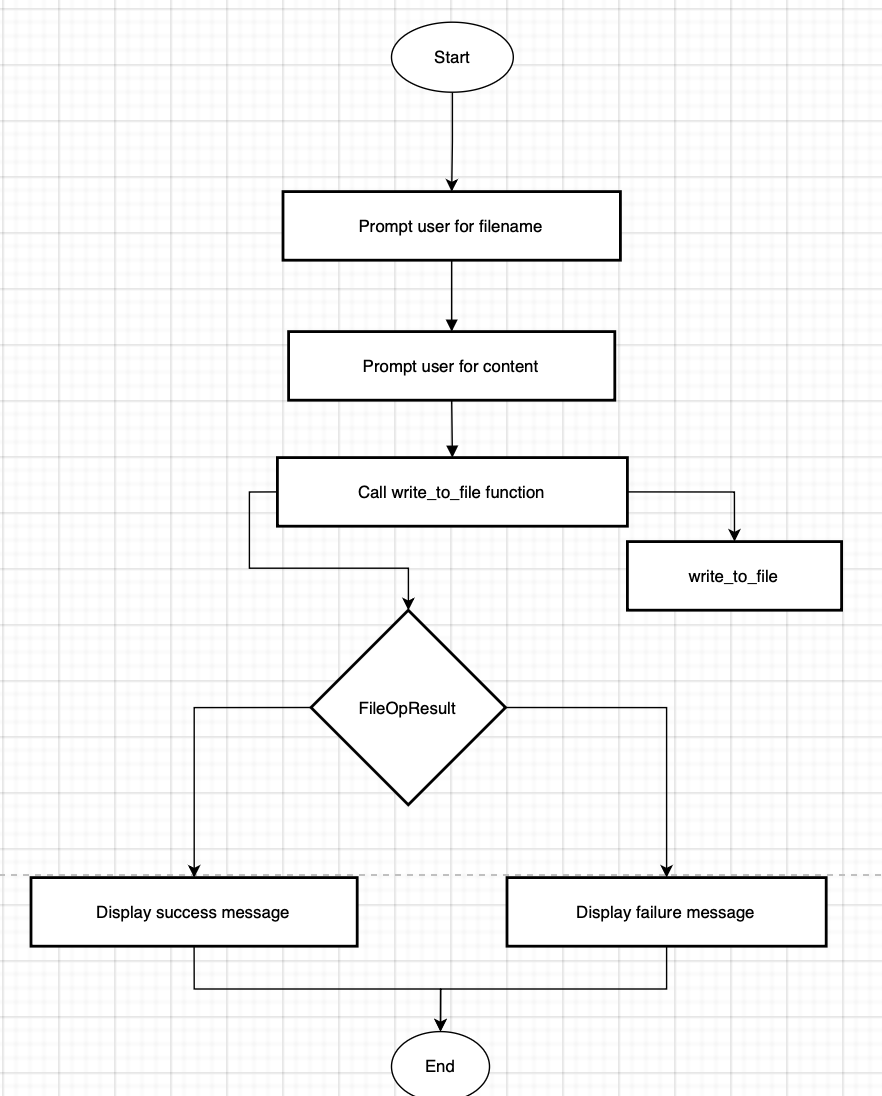 Start
Prompt user for filename
Prompt user for content
Call write_to_file function
write_to_file
FileOpResult
Display success message
Display failure message
End